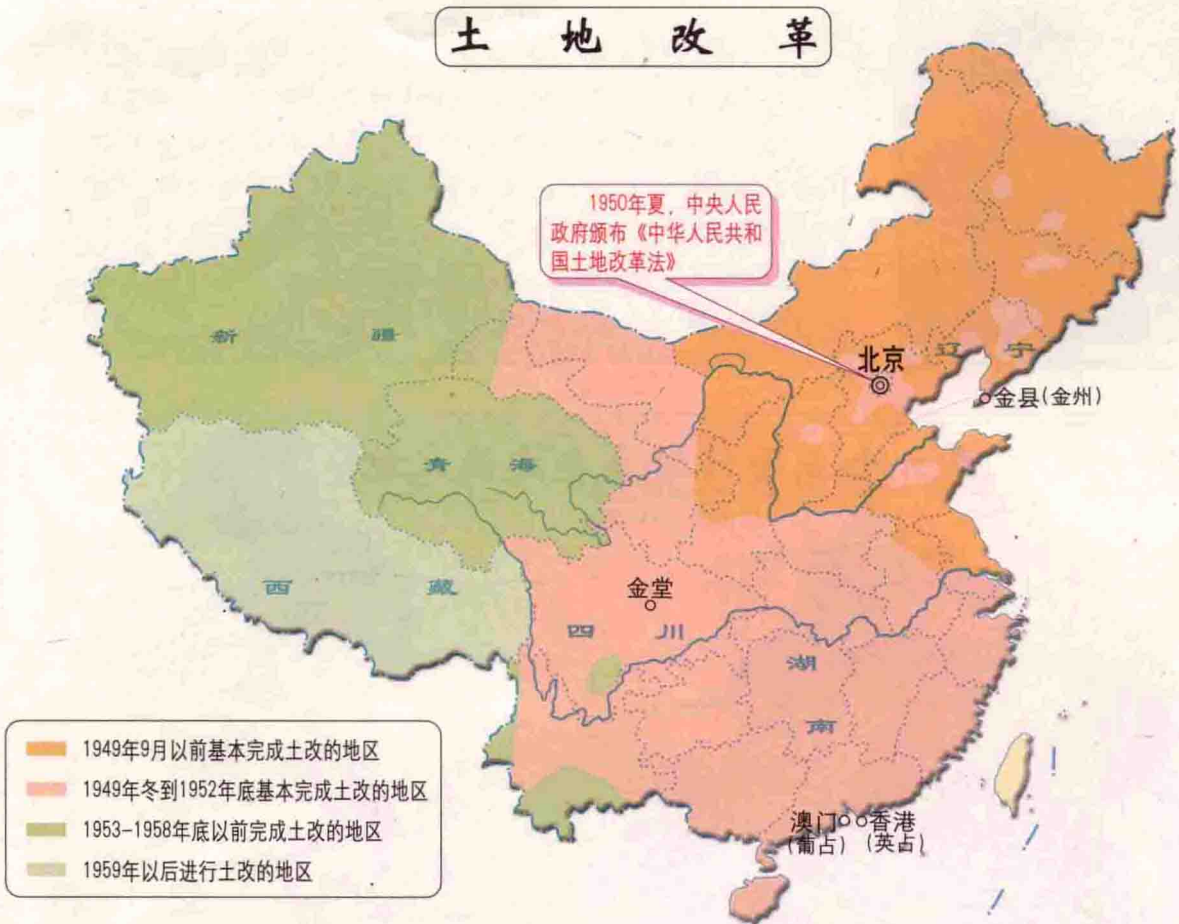 土地改革
1950年夏，中央人民
政府颁布《中华人民共和
国土地改革法》
新疆
北京
辽宁
金县(金州)
青海
西藏
金堂
四川
湖南
澳门
(葡占)
香港
(英占)
1949年9月以前基本完成土改的地区
1949年冬到1952年底基本完成土改的地区
1953-1958年底以前完成土改的地区
1959年以后进行土改的地区